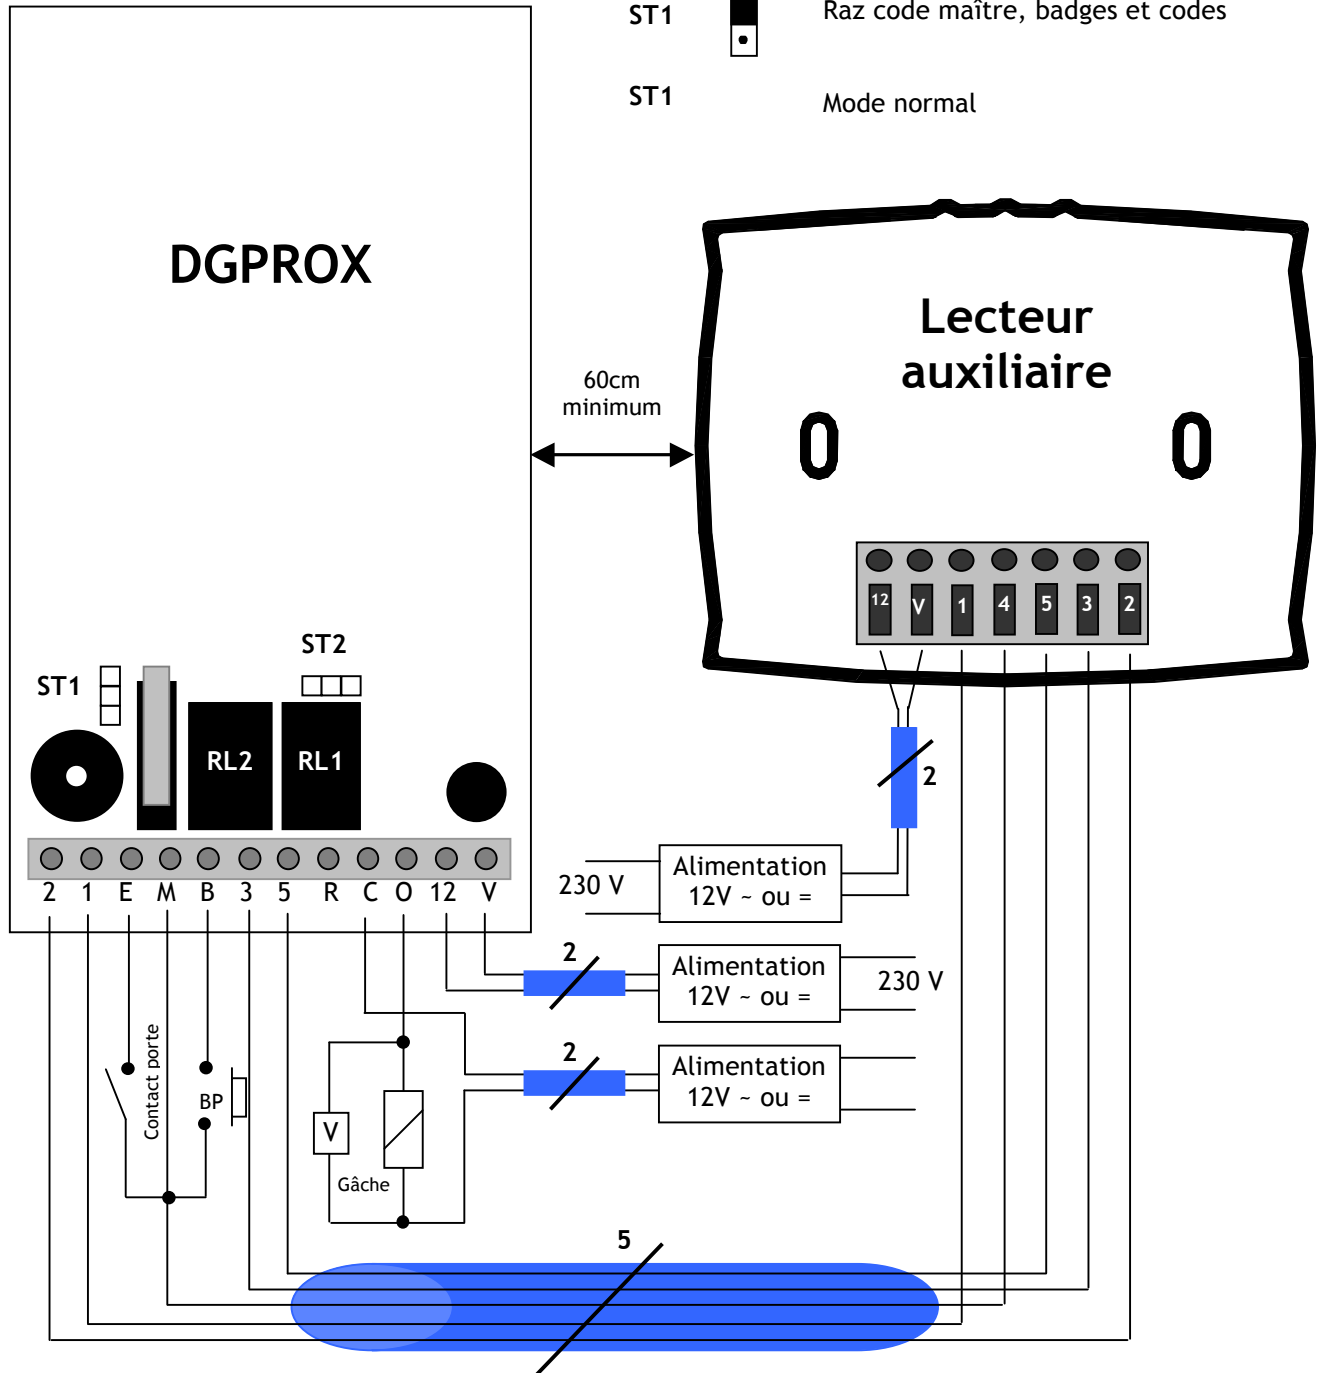 ST1
Raz code maître, badges et codes
ST1
Mode normal
DGPROX
Lecteur
auxiliaire
60cm
minimum
12 V 1 4 5 3 2
ST2
ST1
RL2
RL1
2
2 1 E M B 3 5 R C O 12 V
230 V
Alimentation
12V ~ ou =
2
Alimentation
12V ~ ou =
230 V
Contact porte
BP
2
Alimentation
12V ~ ou =
V
Gâche
5